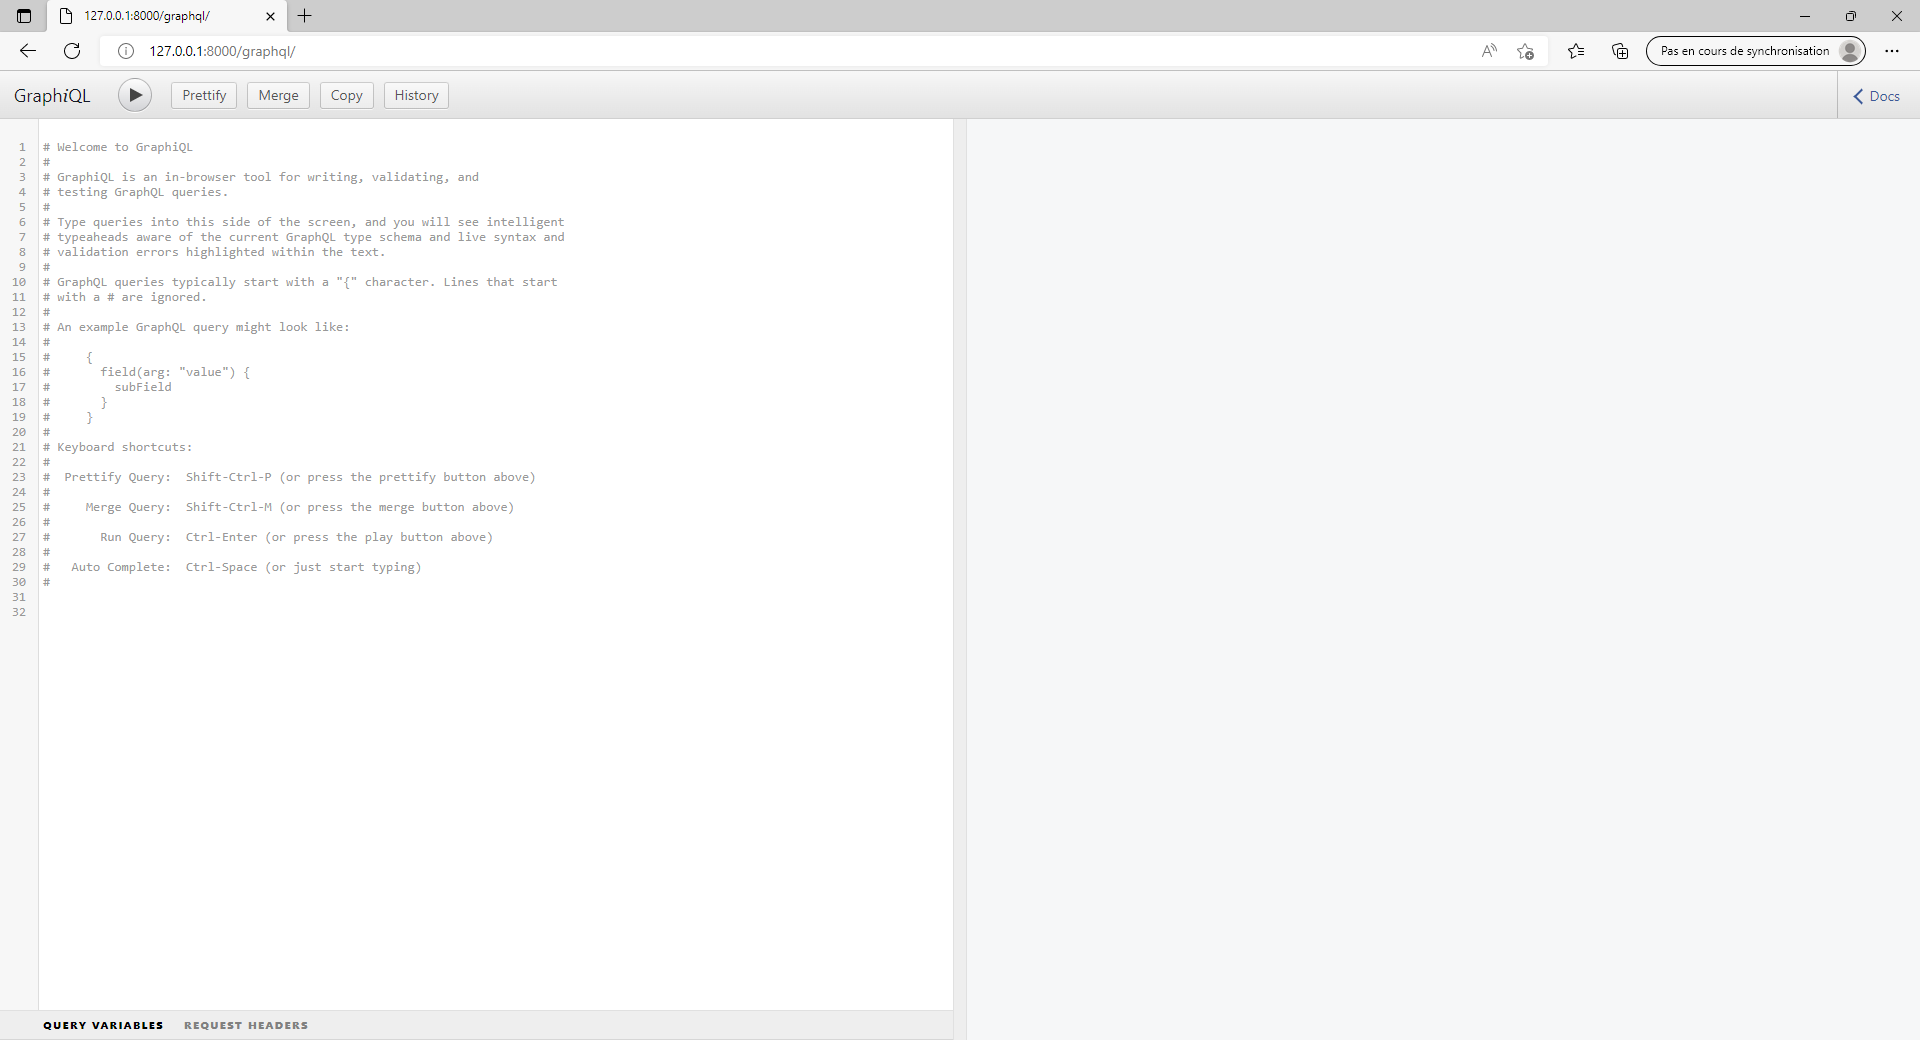 127.0.0.1:8000/graphql/
127.0.0.1:8000/graphql/
Pas en cours de synchronisation
GraphiQL
Prettify
Merge
Copy
History
Docs
1 # Welcome to GraphiQL
2 #
3 # GraphiQL is an in-browser tool for writing, validating, and
4 # testing GraphQL queries.
5 #
6 # Type queries into this side of the screen, and you will see intelligent
7 # typeaheads aware of the current GraphQL type schema and live syntax and
8 # validation errors highlighted within the text.
9 #
10 # GraphQL queries typically start with a "{" character. Lines that start
11 # with a # are ignored.
12 #
13 # An example GraphQL query might look like:
14 #
15 #     {
16 #       field(arg: "value") {
17 #         subField
18 #       }
19 #     }
20 #
21 # Keyboard shortcuts:
22 #
23 #  Prettify Query:  Shift-Ctrl-P (or press the prettify button above)
24 #
25 #     Merge Query:  Shift-Ctrl-M (or press the merge button above)
26 #
27 #       Run Query:  Ctrl-Enter (or press the play button above)
28 #
29 #   Auto Complete:  Ctrl-Space (or just start typing)
30 #
31
32
QUERY VARIABLES
REQUEST HEADERS